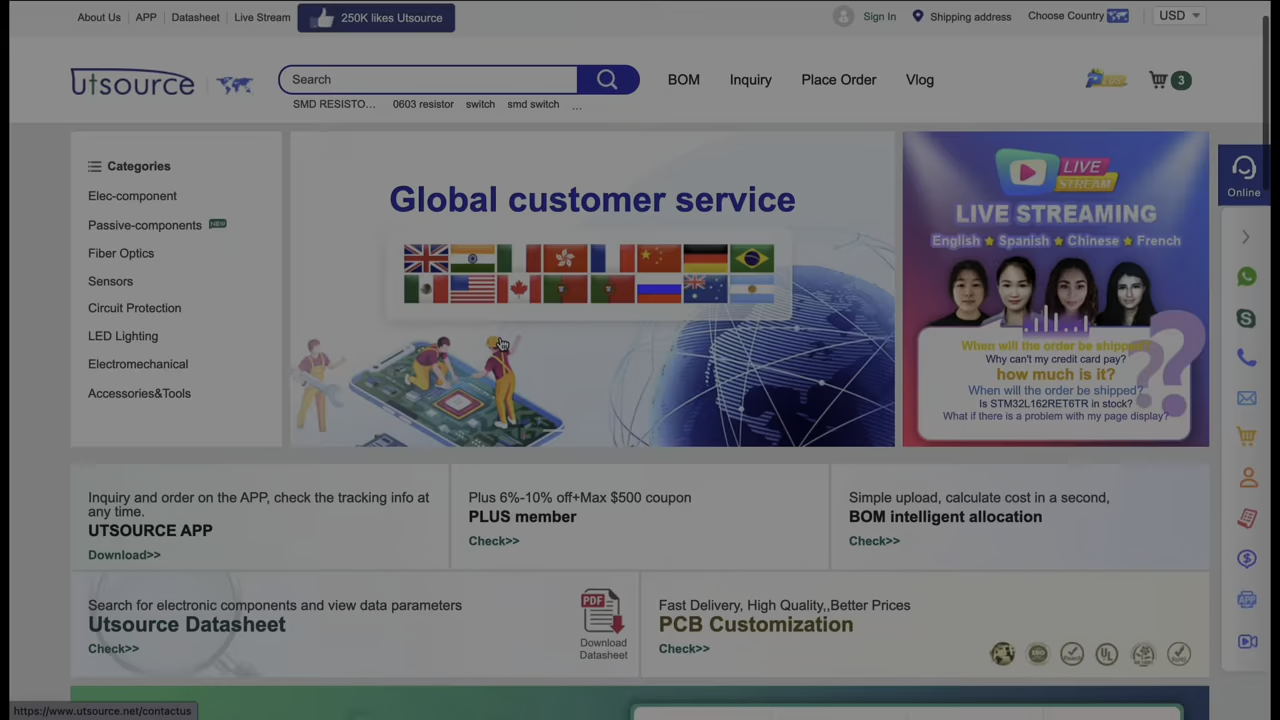 About Us
APP
Datasheet
Live Stream
250K likes Utsource
Sign In
Shipping address
Choose Country
USD
utsource
Search
BOM
Inquiry
Place Order
Vlog
3
SMD RESISTO...
0603 resistor
switch
smd switch
...
Categories
Elec-component
Passive-components NEW
Fiber Optics
Sensors
Circuit Protection
LED Lighting
Electromechanical
Accessories&Tools
Global customer service
LIVE
STREAM
LIVE STREAMING
English ★ Spanish ★ Chinese ★ French
When will the order be shipped?
Why can't my credit card pay?
how much is it?
When will the order be shipped?
Is STM32L162RET6TR in stock?
What if there is a problem with my page display?
??
Online
Inquiry and order on the APP, check the tracking info at
any time.
UTSOURCE APP
Download>>
Plus 6%-10% off+Max $500 coupon
PLUS member
Check>>
Simple upload, calculate cost in a second,
BOM intelligent allocation
Check>>
Search for electronic components and view data parameters
Utsource Datasheet
Check>>
PDF
Download
Datasheet
Fast Delivery, High Quality,,Better Prices
PCB Customization
Check>>
UL
APP
https://www.utsource.net/contactus